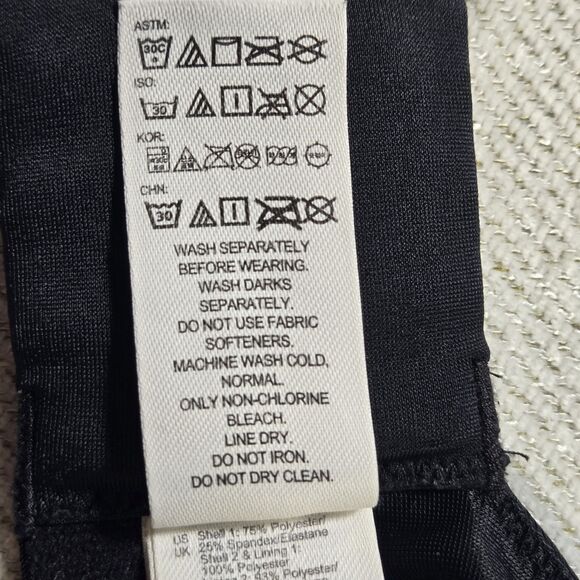 ASTM:
30C
ISO:
30
KOR:
CHN:
30
WASH SEPARATELY
BEFORE WEARING.
WASH DARKS
SEPARATELY.
DO NOT USE FABRIC
SOFTENERS.
MACHINE WASH COLD,
NORMAL.
ONLY NON-CHLORINE
BLEACH.
LINE DRY.
DO NOT IRON.
DO NOT DRY CLEAN.
US Shell 1: 75% Polyester/
UK 25% Spandex/Elastane
Shell 2 & Lining 1:
100% Polyester
93% Polyester/